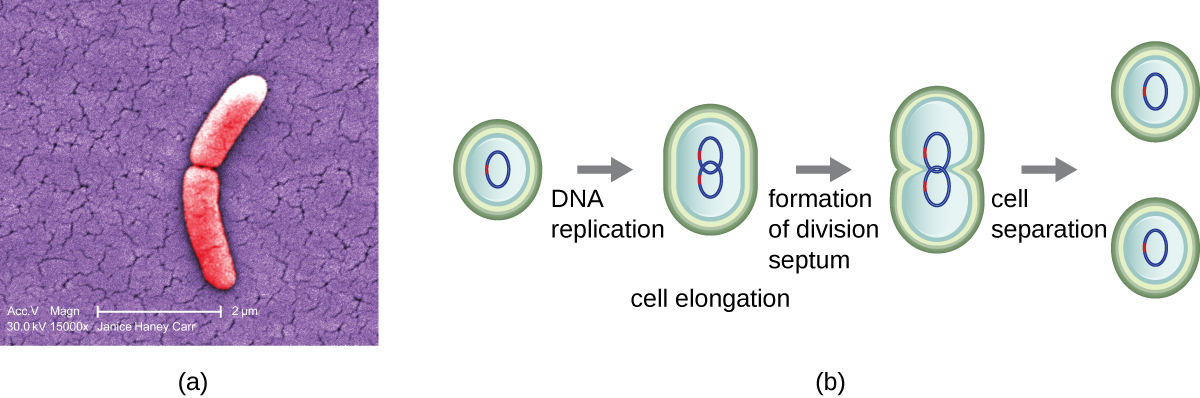 Acc.V Magn 2 µm
30.0 kV 15000x Janice Haney Carr
(a)
DNA
replication
cell elongation
formation
of division
septum
cell
separation
(b)